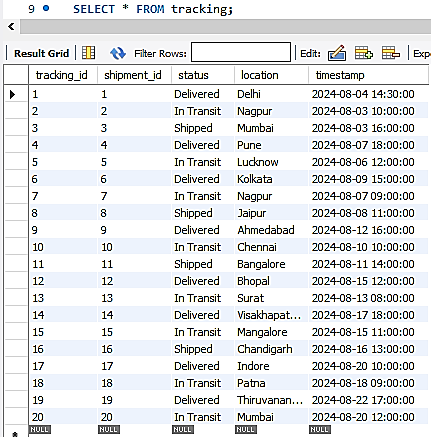 9 SELECT * FROM tracking;
Result Grid Filter Rows: Edit: Expo
tracking_id shipment_id status location timestamp
1 1 Delivered Delhi 2024-08-04 14:30:00
2 2 In Transit Nagpur 2024-08-03 10:00:00
3 3 Shipped Mumbai 2024-08-03 16:00:00
4 4 Delivered Pune 2024-08-07 18:00:00
5 5 In Transit Lucknow 2024-08-06 12:00:00
6 6 Delivered Kolkata 2024-08-09 15:00:00
7 7 In Transit Nagpur 2024-08-07 09:00:00
8 8 Shipped Jaipur 2024-08-08 11:00:00
9 9 Delivered Ahmedabad 2024-08-12 16:00:00
10 10 In Transit Chennai 2024-08-10 10:00:00
11 11 Shipped Bangalore 2024-08-11 14:00:00
12 12 Delivered Bhopal 2024-08-15 12:00:00
13 13 In Transit Surat 2024-08-13 08:00:00
14 14 Delivered Visakhapat... 2024-08-17 18:00:00
15 15 In Transit Mangalore 2024-08-15 11:00:00
16 16 Shipped Chandigarh 2024-08-16 13:00:00
17 17 Delivered Indore 2024-08-20 10:00:00
18 18 In Transit Patna 2024-08-18 09:00:00
19 19 Delivered Thiruvanan... 2024-08-22 17:00:00
20 20 In Transit Mumbai 2024-08-20 12:00:00
NULL NULL NULL NULL NULL